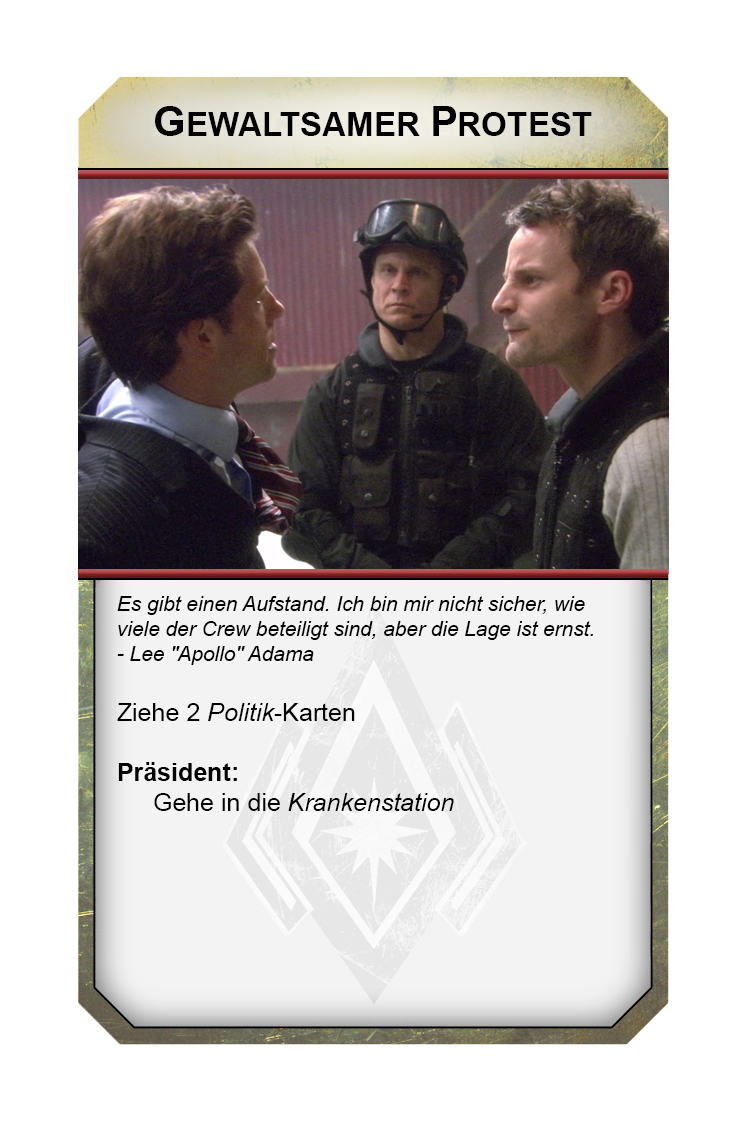 GEWALTSAMER PROTEST
Es gibt einen Aufstand. Ich bin mir nicht sicher, wie
viele der Crew beteiligt sind, aber die Lage ist ernst.
- Lee "Apollo" Adama
Ziehe 2 Politik-Karten
Präsident:
Gehe in die Krankenstation